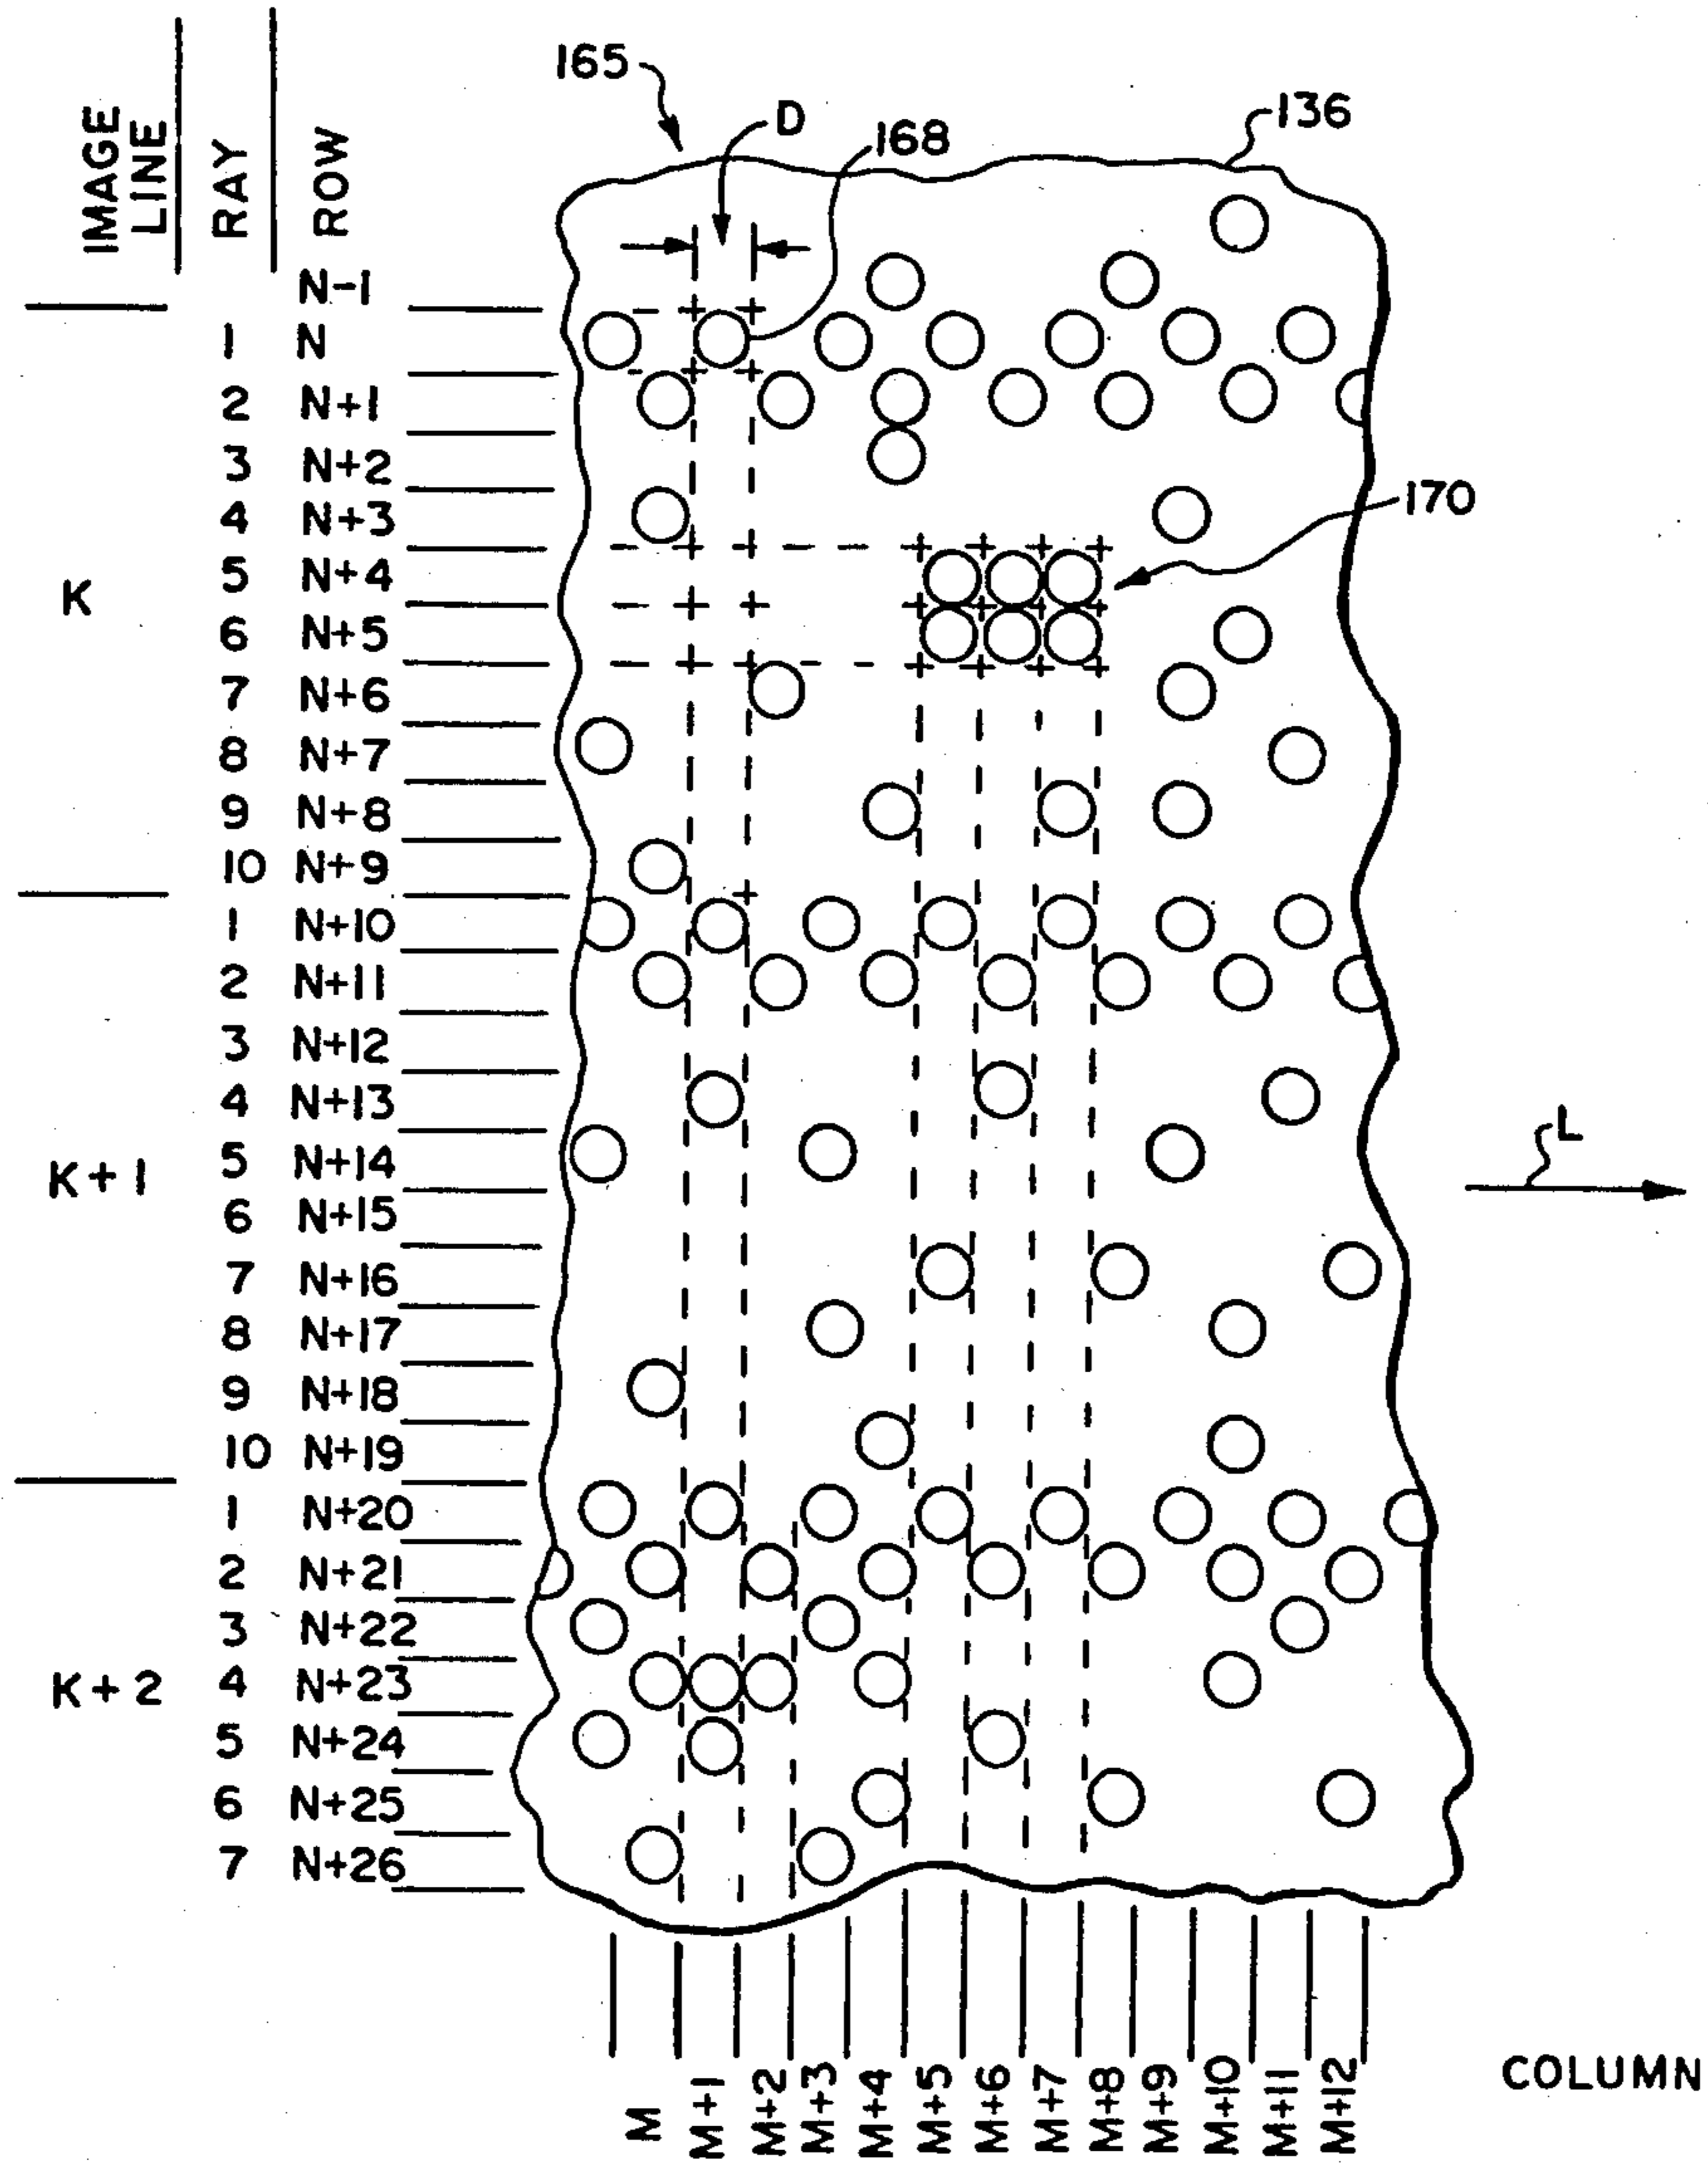 165
D
168
136
IMAGE LINE
RAY
ROW
N-1
1 N
2 N+1
3 N+2
170
4 N+3
5 N+4
K
6 N+5
7 N+6
8 N+7
9 N+8
10 N+9
1 N+10
2 N+11
3 N+12
4 N+13
L
5 N+14
K+1
6 N+15
7 N+16
8 N+17
9 N+18
10 N+19
1 N+20
2 N+21
3 N+22
K+2 4 N+23
5 N+24
6 N+25
7 N+26
M
M+1
M+2
M+3
M+4
M+5
M+6
M+7
M+8
M+9
M+10
M+11
M+12
COLUMN